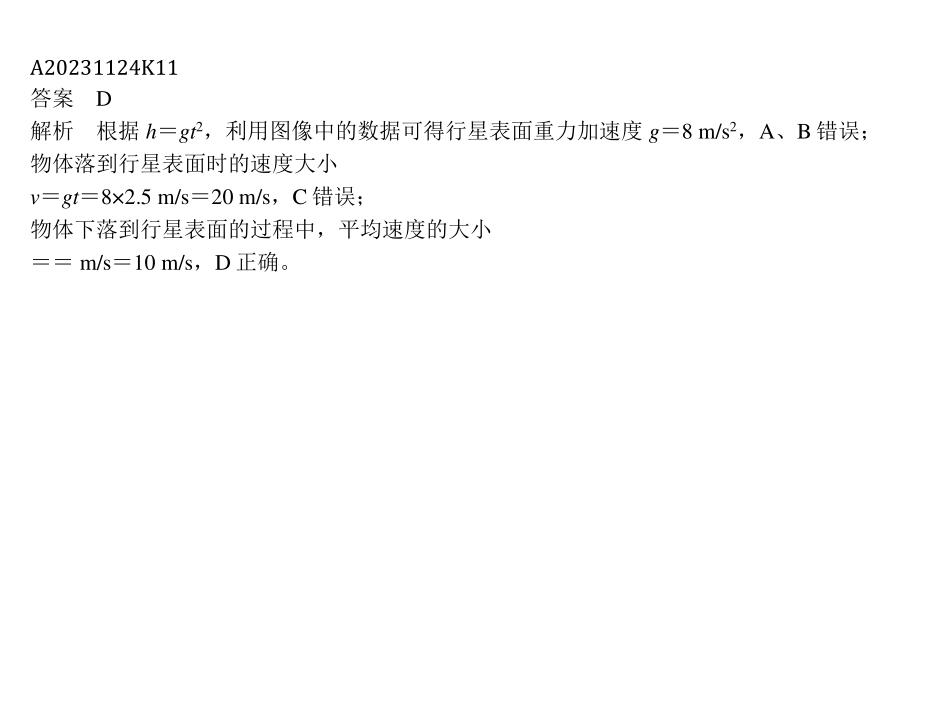 A20231124K11
答案 D
解析 根据 h＝gt²，利用图像中的数据可得行星表面重力加速度 g＝8 m/s²，A、B 错误；
物体落到行星表面时的速度大小
v＝gt＝8×2.5 m/s＝20 m/s，C 错误；
物体下落到行星表面的过程中，平均速度的大小
＝＝ m/s＝10 m/s，D 正确。